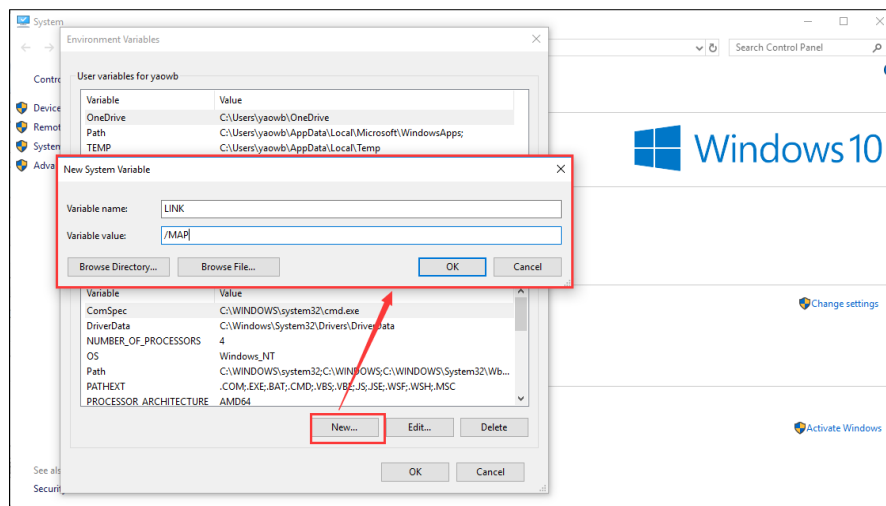 System
Environment Variables
Search Control Panel
Contro
User variables for yaowb
Variable Value
Device
OneDrive C:\Users\yaowb\OneDrive
Remot
Path C:\Users\yaowb\AppData\Local\Microsoft\WindowsApps;
System
TEMP C:\Users\yaowb\AppData\Local\Temp
Windows 10
Adva
New System Variable
Variable name: LINK
Variable value: /MAP
Browse Directory... Browse File... OK Cancel
Variable Value
ComSpec C:\WINDOWS\system32\cmd.exe
Change settings
DriverData C:\Windows\System32\Drivers\DriverData
NUMBER_OF_PROCESSORS 4
OS Windows_NT
Path C:\WINDOWS\system32;C:\WINDOWS;C:\WINDOWS\System32\Wb...
PATHEXT .COM;.EXE;.BAT;.CMD;.VBS;.VBE;.JS;.JSE;.WSF;.WSH;.MSC
PROCESSOR_ARCHITECTURE AMD64
New... Edit... Delete
Activate Windows
See als
OK Cancel
Securit